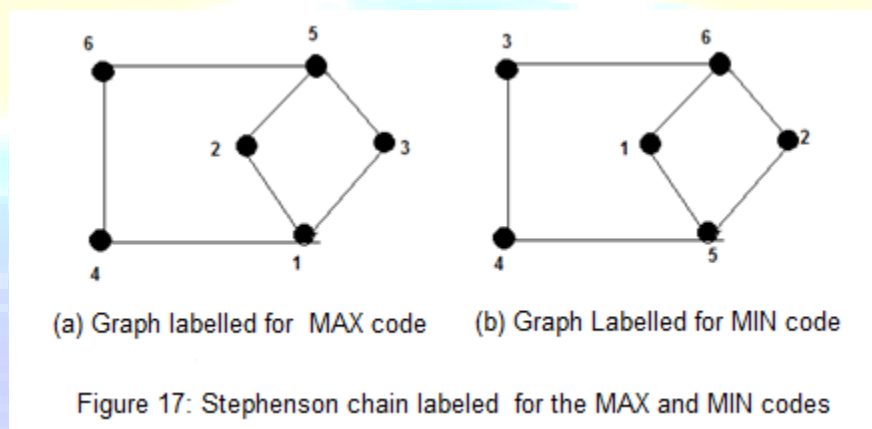 6 5 3 6
2 3 1 2
4 1 4 5
(a) Graph labelled for MAX code (b) Graph Labelled for MIN code
Figure 17: Stephenson chain labeled for the MAX and MIN codes